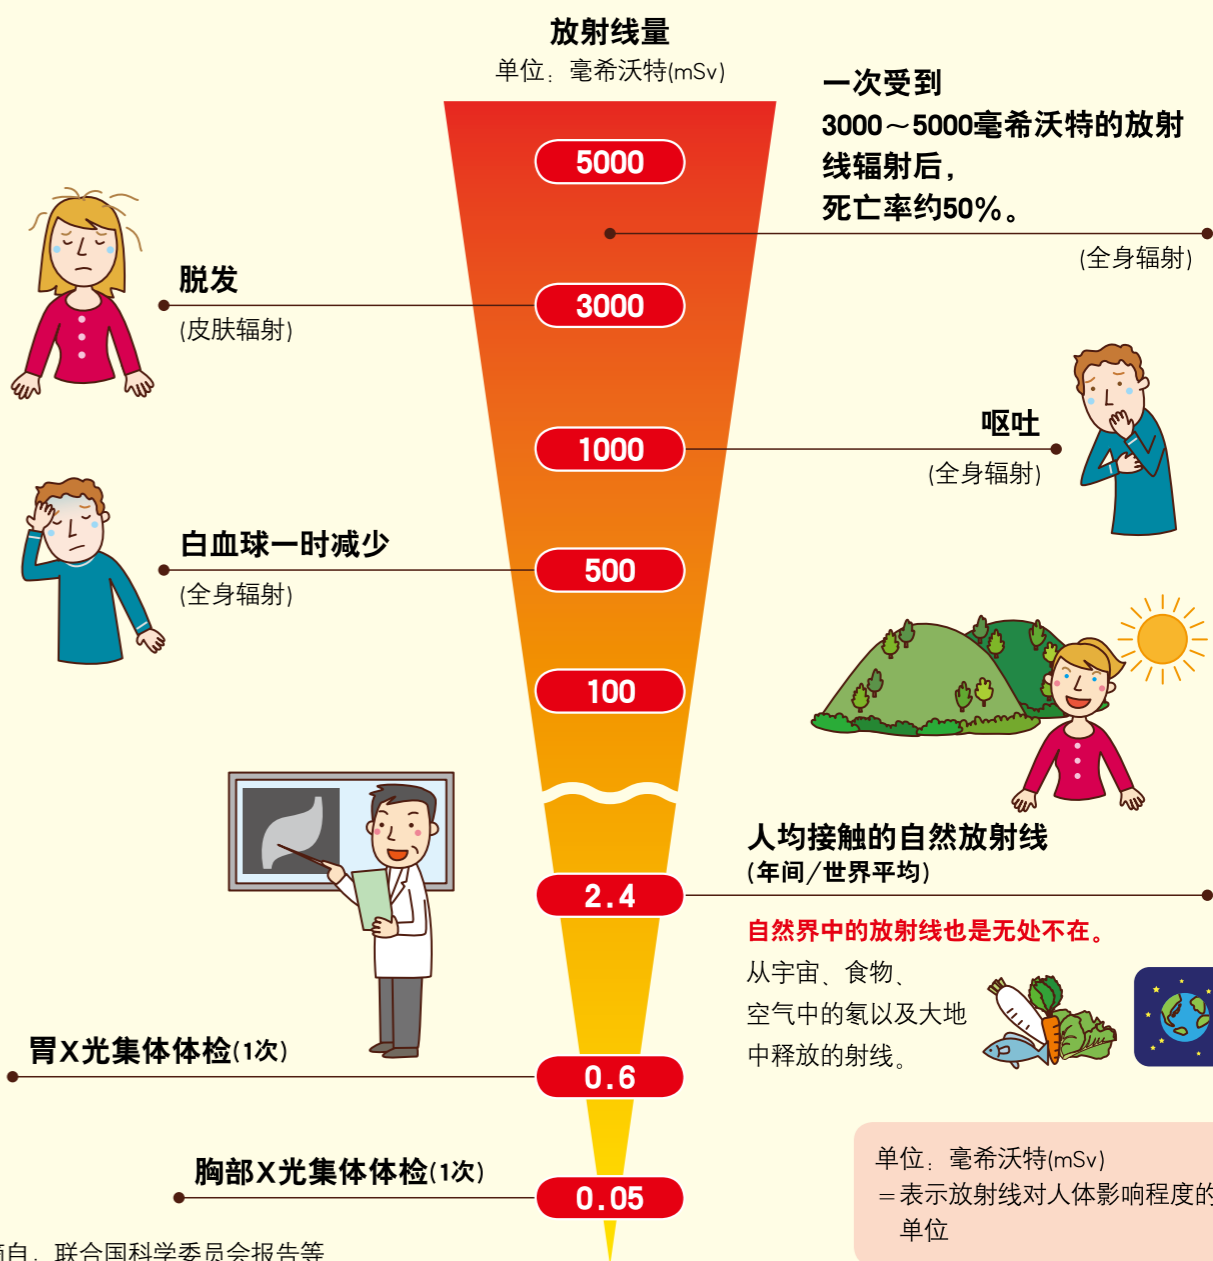 放射线量
单位：毫希沃特(mSv)
一次受到
3000～5000毫希沃特的放射
线辐射后，
死亡率约50%。
(全身辐射)
5000
脱发
(皮肤辐射)
3000
呕吐
(全身辐射)
1000
白血球一时减少
(全身辐射)
500
100
人均接触的自然放射线
(年间/世界平均)
2.4
自然界中的放射线也是无处不在。
从宇宙、食物、
空气中的氡以及大地
中释放的射线。
胃X光集体体检(1次)
0.6
胸部X光集体体检(1次)
0.05
单位：毫希沃特(mSv)
＝表示放射线对人体影响程度的
单位
摘自：联合国科学委员会报告等